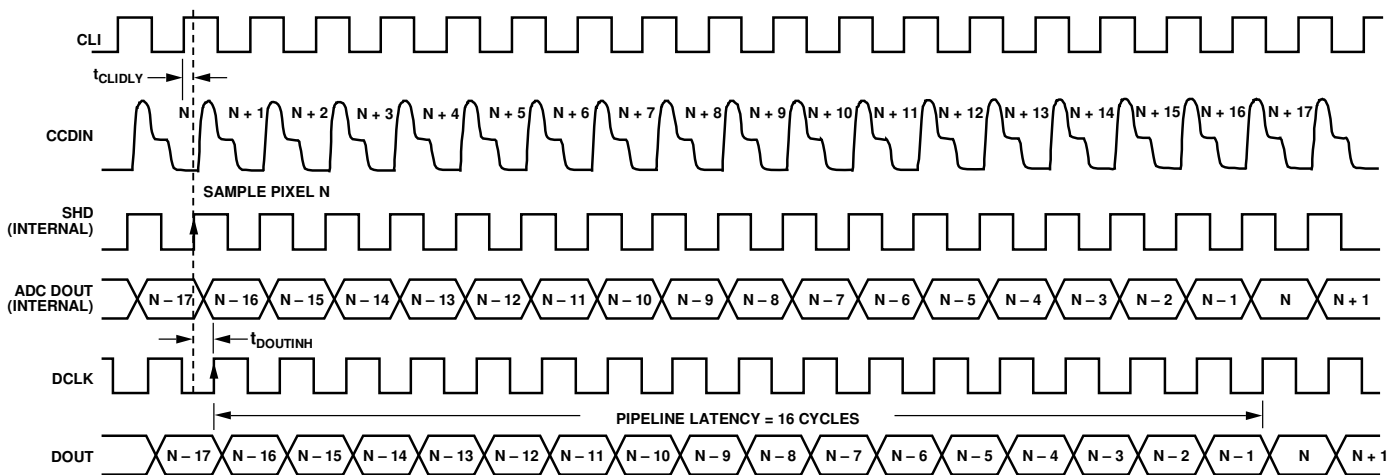 CLI
tCLIDLY
CCDIN
N N + 1 N + 2 N + 3 N + 4 N + 5 N + 6 N + 7 N + 8 N + 9 N + 10 N + 11 N + 12 N + 13 N + 14 N + 15 N + 16 N + 17
SAMPLE PIXEL N
SHD
(INTERNAL)
ADC DOUT
(INTERNAL)
N – 17 N – 16 N – 15 N – 14 N – 13 N – 12 N – 11 N – 10 N – 9 N – 8 N – 7 N – 6 N – 5 N – 4 N – 3 N – 2 N – 1 N N + 1
tDOUTINH
DCLK
PIPELINE LATENCY = 16 CYCLES
DOUT
N – 17 N – 16 N – 15 N – 14 N – 13 N – 12 N – 11 N – 10 N – 9 N – 8 N – 7 N – 6 N – 5 N – 4 N – 3 N – 2 N – 1 N N + 1